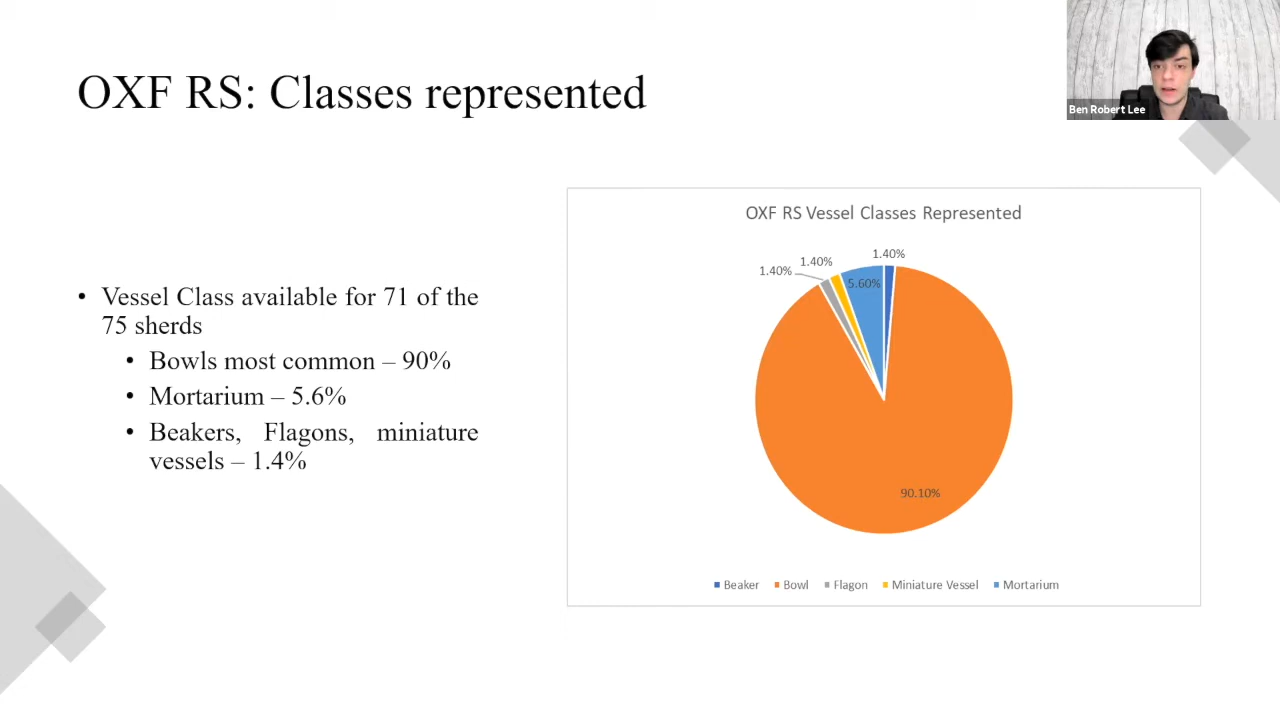 OXF RS: Classes represented
Ben Robert Lee
• Vessel Class available for 71 of the
75 sherds
• Bowls most common – 90%
• Mortarium – 5.6%
• Beakers, Flagons, miniature
vessels – 1.4%
OXF RS Vessel Classes Represented
1.40%
1.40%
1.40%
5.60%
90.10%
Beaker Bowl Flagon Miniature Vessel Mortarium